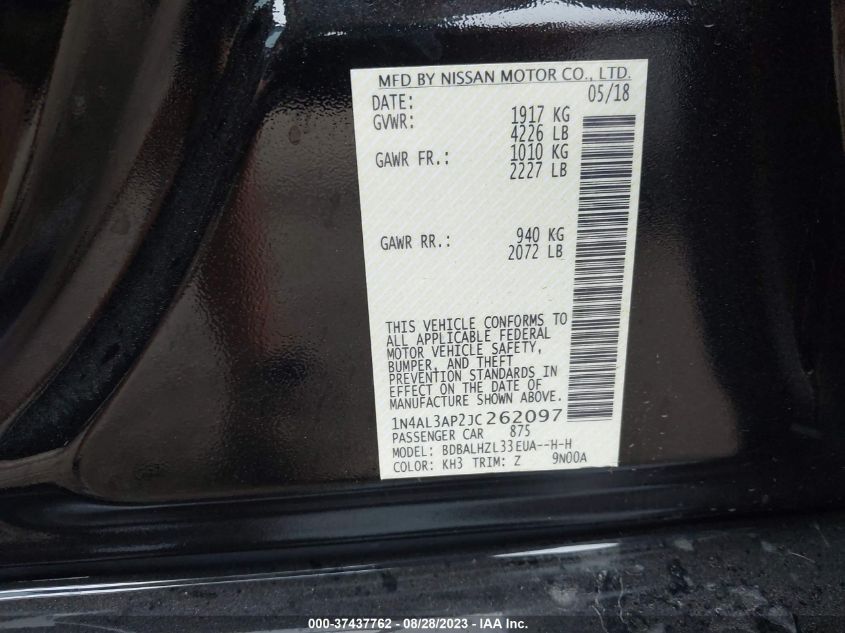 MFD BY NISSAN MOTOR CO., LTD.
DATE: 05/18
GVWR: 1917 KG
4226 LB
GAWR FR.: 1010 KG
2227 LB
GAWR RR.: 940 KG
2072 LB
THIS VEHICLE CONFORMS TO
ALL APPLICABLE FEDERAL
MOTOR VEHICLE SAFETY,
BUMPER, AND THEFT
PREVENTION STANDARDS IN
EFFECT ON THE DATE OF
MANUFACTURE SHOWN ABOVE.
1N4AL3AP2JC262097
PASSENGER CAR 875
MODEL: BDBALHZL33EUA--H-H
COLOR: KH3 TRIM: Z 9N00A
000-37437762 - 08/28/2023 - IAA Inc.